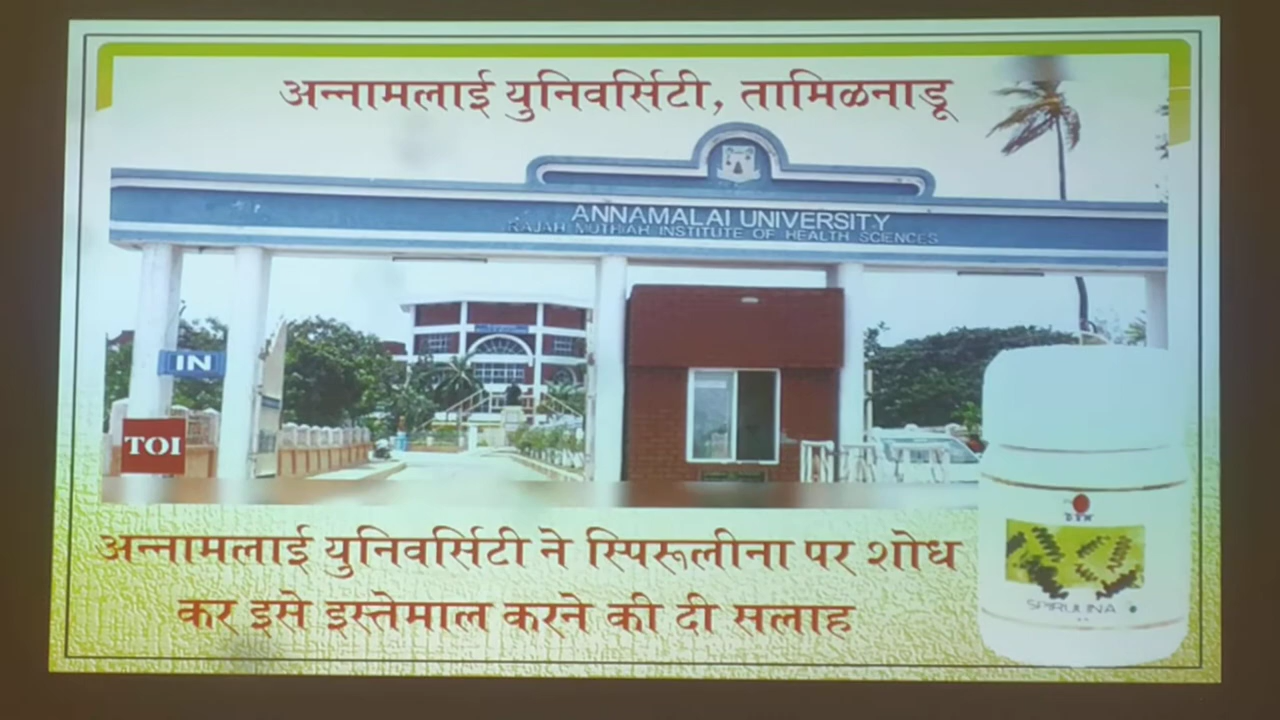 अन्नामलाई युनिवर्सिटी, तामिळनाडू
ANNAMALAI UNIVERSITY
RAJAH MUTHIAH INSTITUTE OF HEALTH SCIENCES
IN
TOI
DXN
SPIRULINA
अन्नामलाई युनिवर्सिटी ने स्पिरूलीना पर शोध
कर इसे इस्तेमाल करने की दी सलाह